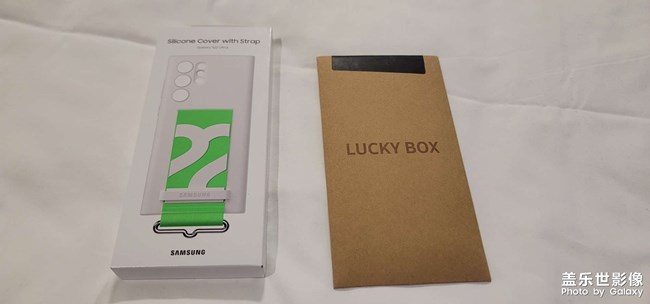 Silicone Cover with Strap
SAMSUNG
SAMSUNG
LUCKY BOX
盖乐世影像
Photo by Galaxy